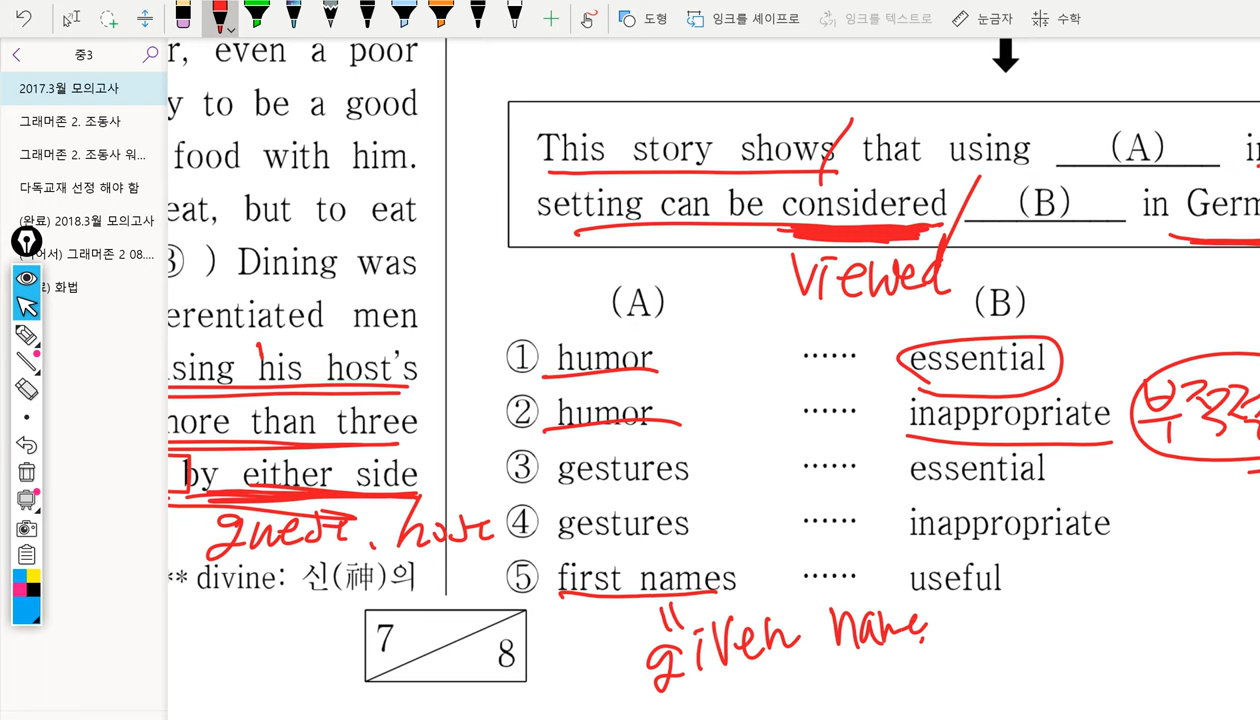 도형
잉크를 셰이프로
잉크를 텍스트로
눈금자
수학
중3
2017.3월 모의고사
그래머존 2. 조동사
그래머존 2. 조동사 워...
다독교재 선정 해야 함
(완료) 2018.3월 모의고사
어서) 그래머존 2 08....
) 화법
r, even a poor
y to be a good
food with him.
eat, but to eat
③ ) Dining was
erentiated men
sing his host's
more than three
by either side
guest. host
** divine: 신(神)의
7 8
This story shows that using (A) in
setting can be considered (B) in Germ
viewed
(A) (B)
① humor ...... essential
② humor ...... inappropriate
부적절
③ gestures ...... essential
④ gestures ...... inappropriate
⑤ first names ...... useful
given name